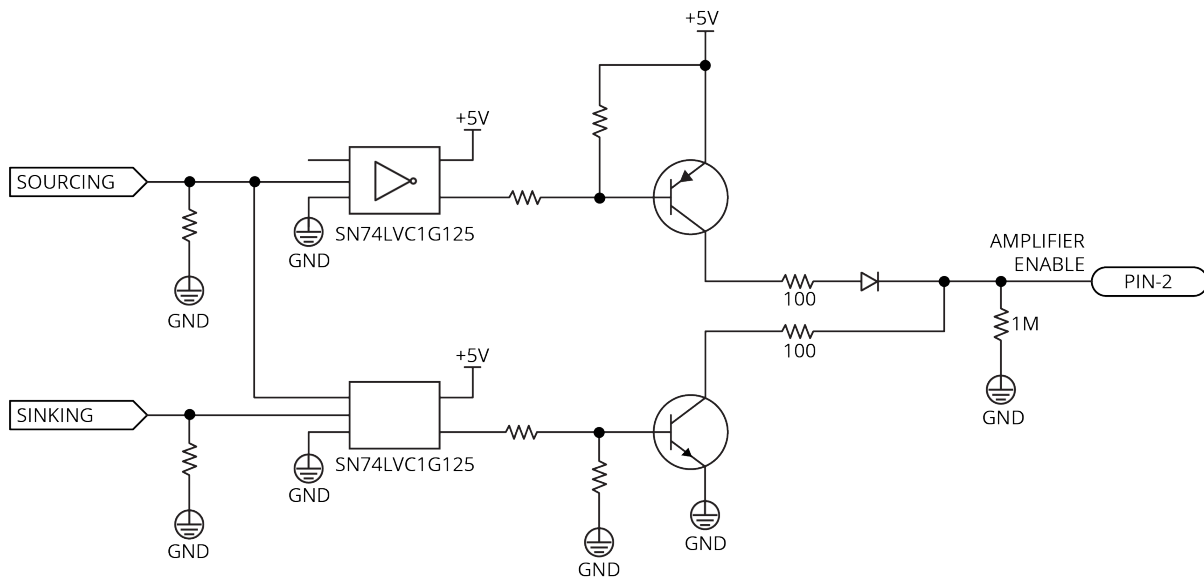 +5V
+5V
SOURCING
SN74LVC1G125
GND
GND
AMPLIFIER
ENABLE
PIN-2
100
1M
100
+5V
SINKING
GND
SN74LVC1G125
GND
GND
GND
GND